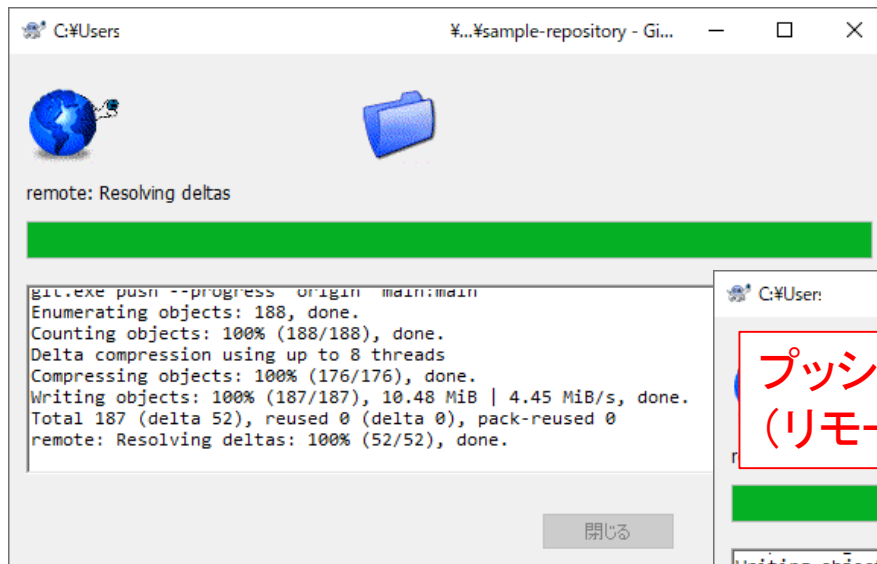 C:¥Users ¥...¥sample-repository - Gi...
remote: Resolving deltas
git.exe push --progress "origin" main:main
Enumerating objects: 188, done.
Counting objects: 100% (188/188), done.
Delta compression using up to 8 threads
Compressing objects: 100% (176/176), done.
Writing objects: 100% (187/187), 10.48 MiB | 4.45 MiB/s, done.
Total 187 (delta 52), reused 0 (delta 0), pack-reused 0
remote: Resolving deltas: 100% (52/52), done.
閉じる
C:¥User
プッシ
（リモー